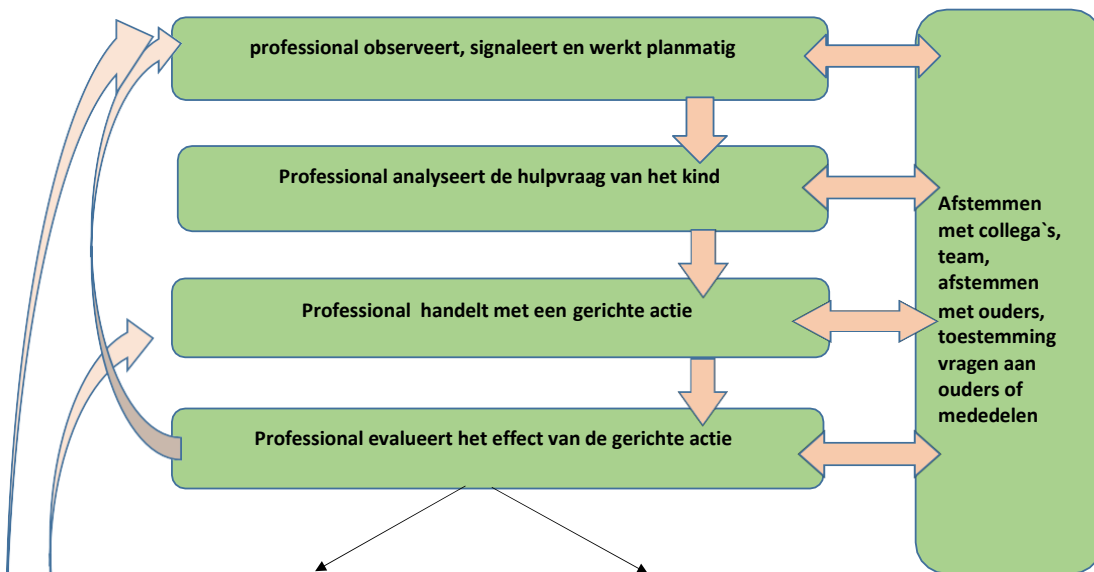 professional observeert, signaleert en werkt planmatig
Professional analyseert de hulpvraag van het kind
Professional handelt met een gerichte actie
Professional evalueert het effect van de gerichte actie
Afstemmen
met collega`s,
team,
afstemmen
met ouders,
toestemming
vragen aan
ouders of
mededelen